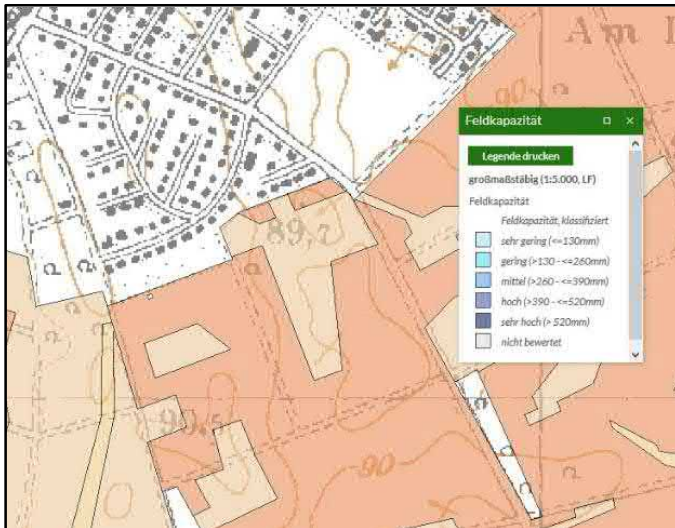 Am
90
Feldkapazität
Legende drucken
großmaßstäbig (1:5.000, LF)
Feldkapazität
Feldkapazität, klassifiziert
sehr gering (<=130mm)
gering (>130 - <=260mm)
mittel (>260 - <=390mm)
hoch (>390 - <=520mm)
sehr hoch (> 520mm)
nicht bewertet
89,7
90,5
90